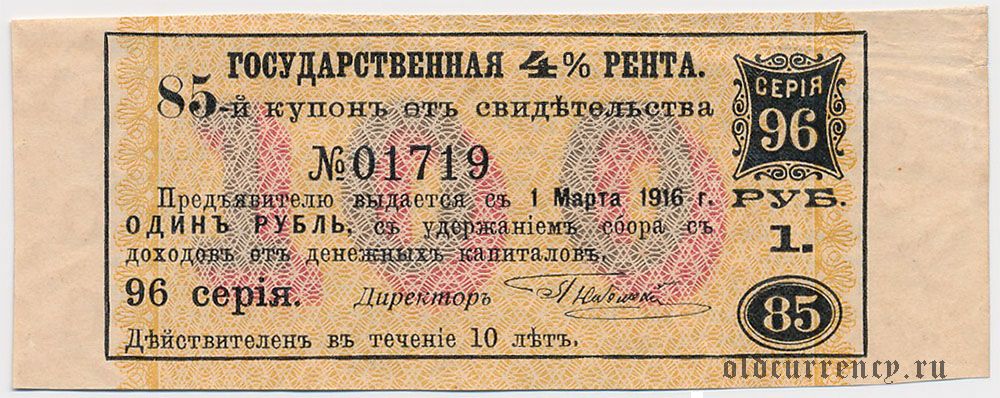 ГОСУДАРСТВЕННАЯ 4% РЕНТА.
85-й купонъ отъ свидѣтельства
№01719
Предъявителю выдается съ 1 Марта 1916 г.
ОДИНЪ РУБЛЬ, съ удержаніемъ сбора съ
доходовъ отъ денежныхъ капиталовъ.
96 серія. Директоръ
Дѣйствителенъ въ теченіе 10 лѣтъ.
СЕРІЯ
96
РУБ.
1.
85
100
oldcurrency.ru